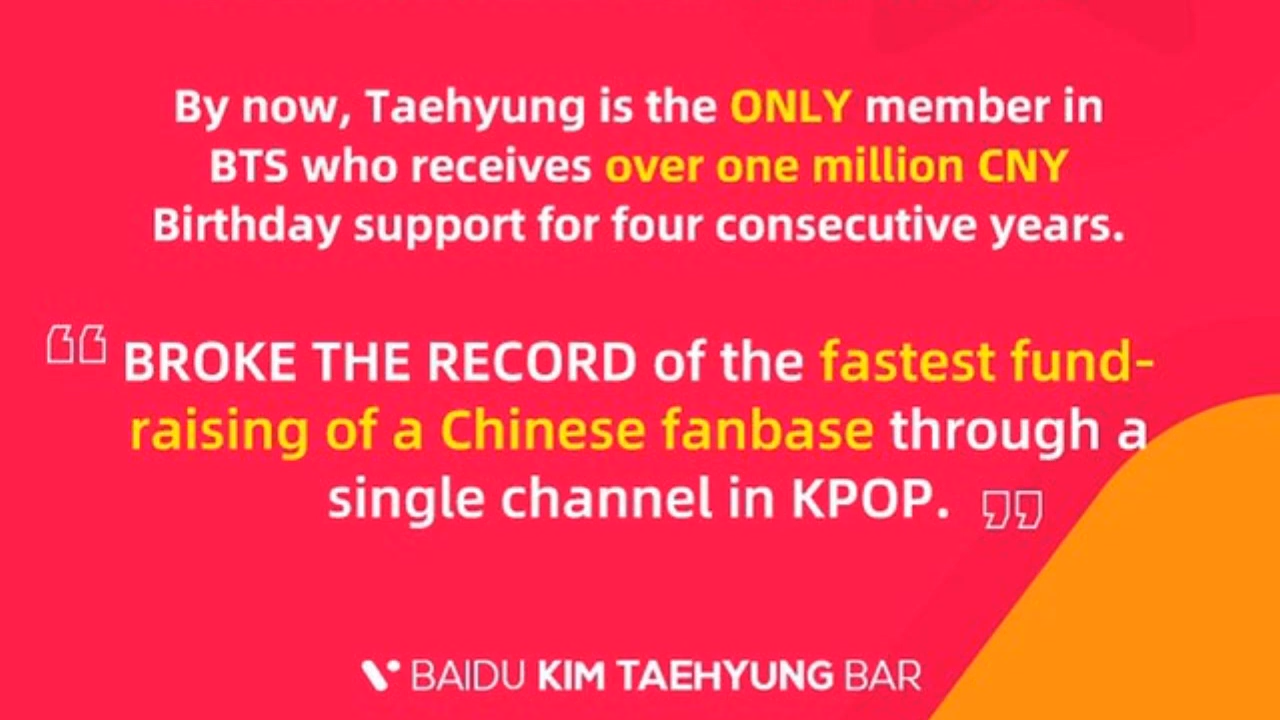 By now, Taehyung is the ONLY member in
BTS who receives over one million CNY
Birthday support for four consecutive years.
“ BROKE THE RECORD of the fastest fund-
raising of a Chinese fanbase through a
single channel in KPOP. ”
BAIDU KIM TAEHYUNG BAR